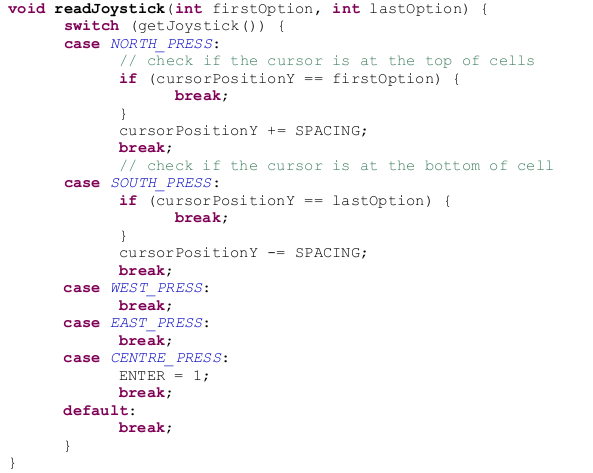 void readJoystick(int firstOption, int lastOption) {
switch (getJoystick()) {
case NORTH_PRESS:
// check if the cursor is at the top of cells
if (cursorPositionY == firstOption) {
break;
}
cursorPositionY += SPACING;
break;
// check if the cursor is at the bottom of cell
case SOUTH_PRESS:
if (cursorPositionY == lastOption) {
break;
}
cursorPositionY -= SPACING;
break;
case WEST_PRESS:
break;
case EAST_PRESS:
break;
case CENTRE_PRESS:
ENTER = 1;
break;
default:
break;
}
}